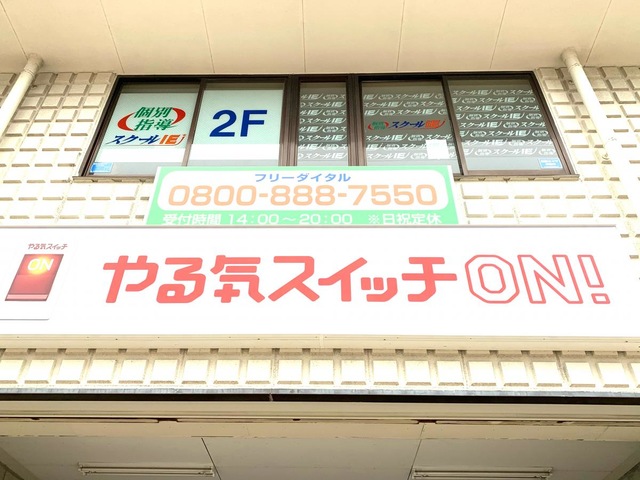 個別
指導
スクールIE
2F
スクールIE
フリーダイタル
0800-888-7550
受付時間 14:00～20:00 ※日祝定休
やる気スイッチ
ON
やる気スイッチON!